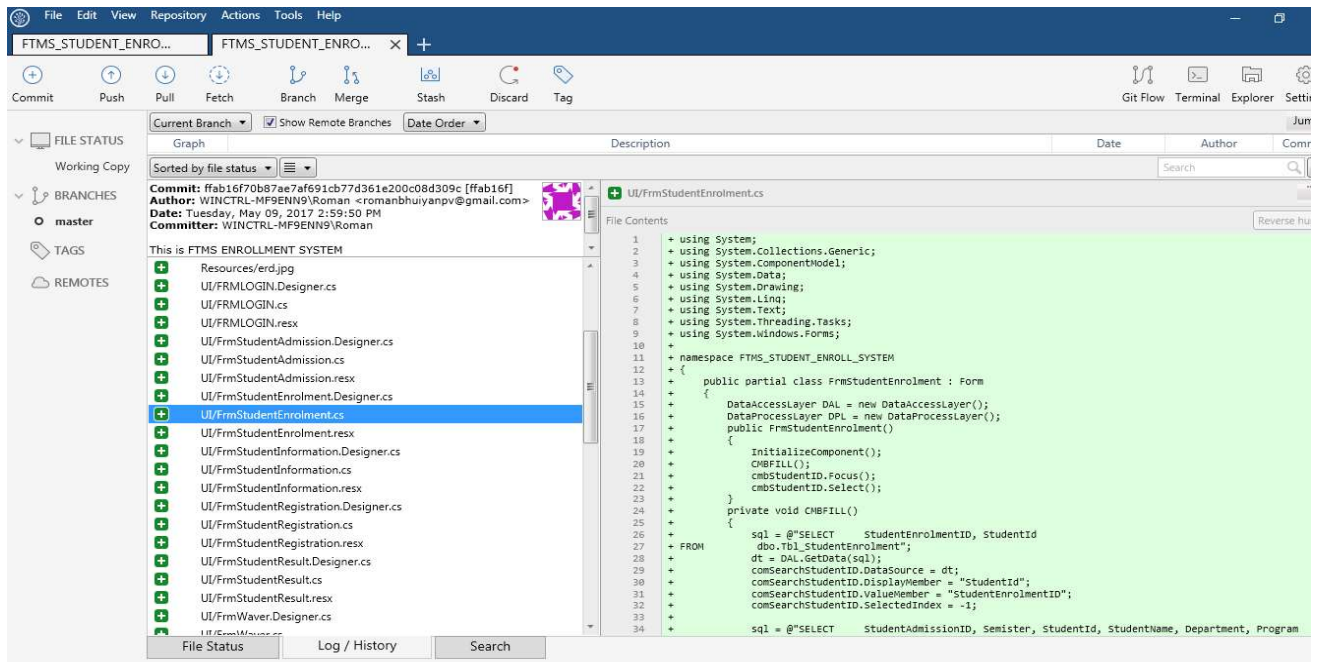 File Edit View Repository Actions Tools Help
FTMS_STUDENT_ENRO... FTMS_STUDENT_ENRO...
Commit Push Pull Fetch Branch Merge Stash Discard Tag Git Flow Terminal Explorer Settin
Current Branch Show Remote Branches Date Order Jum
Graph Description Date Author Comm
Sorted by file status Search
FILE STATUS
Working Copy
BRANCHES
master
TAGS
REMOTES
Commit: ffab16f70b87ae7af691cb77d361e200c08d309c [ffab16f]
Author: WINCTRL-MF9ENN9\Roman <romanbhuiyanpv@gmail.com>
Date: Tuesday, May 09, 2017 2:59:50 PM
Committer: WINCTRL-MF9ENN9\Roman
This is FTMS ENROLLMENT SYSTEM
Resources/erd.jpg
UI/FRMLOGIN.Designer.cs
UI/FRMLOGIN.cs
UI/FRMLOGIN.resx
UI/FrmStudentAdmission.Designer.cs
UI/FrmStudentAdmission.cs
UI/FrmStudentAdmission.resx
UI/FrmStudentEnrolment.Designer.cs
UI/FrmStudentEnrolment.cs
UI/FrmStudentEnrolment.resx
UI/FrmStudentInformation.Designer.cs
UI/FrmStudentInformation.cs
UI/FrmStudentInformation.resx
UI/FrmStudentRegistration.Designer.cs
UI/FrmStudentRegistration.cs
UI/FrmStudentRegistration.resx
UI/FrmStudentResult.Designer.cs
UI/FrmStudentResult.cs
UI/FrmStudentResult.resx
UI/FrmWaver.Designer.cs
UI/FrmWaver.cs
UI/FrmStudentEnrolment.cs
File Contents Reverse hu
1 + using System;
2 + using System.Collections.Generic;
3 + using System.ComponentModel;
4 + using System.Data;
5 + using System.Drawing;
6 + using System.Linq;
7 + using System.Text;
8 + using System.Threading.Tasks;
9 + using System.Windows.Forms;
10 +
11 + namespace FTMS_STUDENT_ENROLL_SYSTEM
12 + {
13 + public partial class FrmStudentEnrolment : Form
14 + {
15 + DataAccessLayer DAL = new DataAccessLayer();
16 + DataProcessLayer DPL = new DataProcessLayer();
17 + public FrmStudentEnrolment()
18 + {
19 + InitializeComponent();
20 + CMBFILL();
21 + cmbStudentID.Focus();
22 + cmbStudentID.Select();
23 + }
24 + private void CMBFILL()
25 + {
26 + sql = @"SELECT StudentEnrolmentID, StudentId
27 + FROM dbo.Tbl_StudentEnrolment";
28 + dt = DAL.GetData(sql);
29 + comSearchStudentID.DataSource = dt;
30 + comSearchStudentID.DisplayMember = "StudentId";
31 + comSearchStudentID.ValueMember = "StudentEnrolmentID";
32 + comSearchStudentID.SelectedIndex = -1;
33 +
34 + sql = @"SELECT StudentAdmissionID, Semister, StudentId, StudentName, Department, Program
File Status Log / History Search